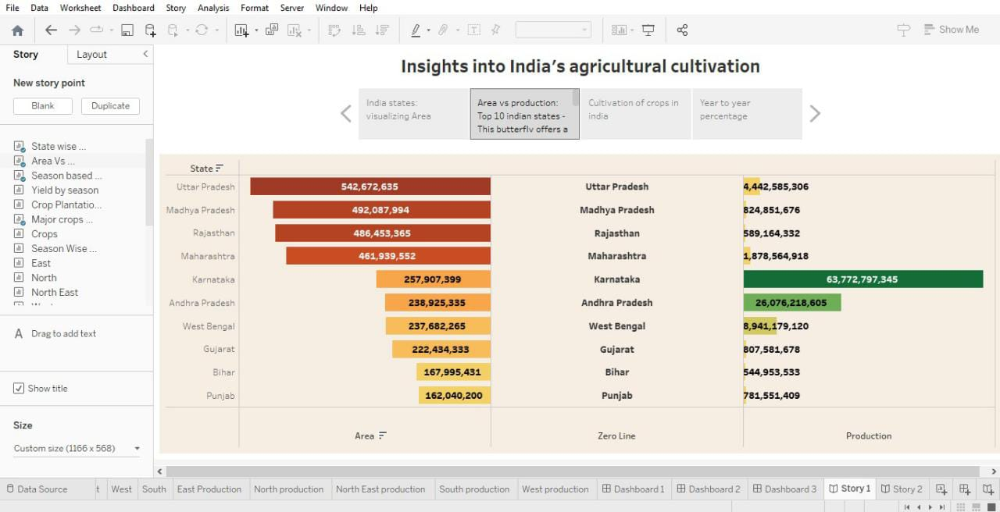 File Data Worksheet Dashboard Story Analysis Format Server Window Help
Show Me
Story Layout
New story point
Blank Duplicate
State wise ...
Area Vs ...
Season based ...
Yield by season
Crop Plantatio...
Major crops ...
Crops
Season Wise ...
East
North
North East
A Drag to add text
Show title
Size
Custom size (1166 x 568)
Insights into India's agricultural cultivation
India states:
visualizing Area
Area vs production:
Top 10 indian states -
This butterfly offers a
Cultivation of crops in
india
Year to year
percentage
State
Uttar Pradesh 542,672,635 Uttar Pradesh 4,442,585,306
Madhya Pradesh 492,087,994 Madhya Pradesh 824,851,676
Rajasthan 486,453,365 Rajasthan 589,164,332
Maharashtra 461,939,552 Maharashtra 1,878,564,918
Karnataka 257,907,399 Karnataka 63,772,797,345
Andhra Pradesh 238,925,335 Andhra Pradesh 26,076,218,605
West Bengal 237,682,265 West Bengal 8,941,179,120
Gujarat 222,434,333 Gujarat 807,581,678
Bihar 167,995,431 Bihar 544,953,533
Punjab 162,040,200 Punjab 781,551,409
Area Zero Line Production
Data Source t West South East Production North production North East production South production West production Dashboard 1 Dashboard 2 Dashboard 3 Story 1 Story 2